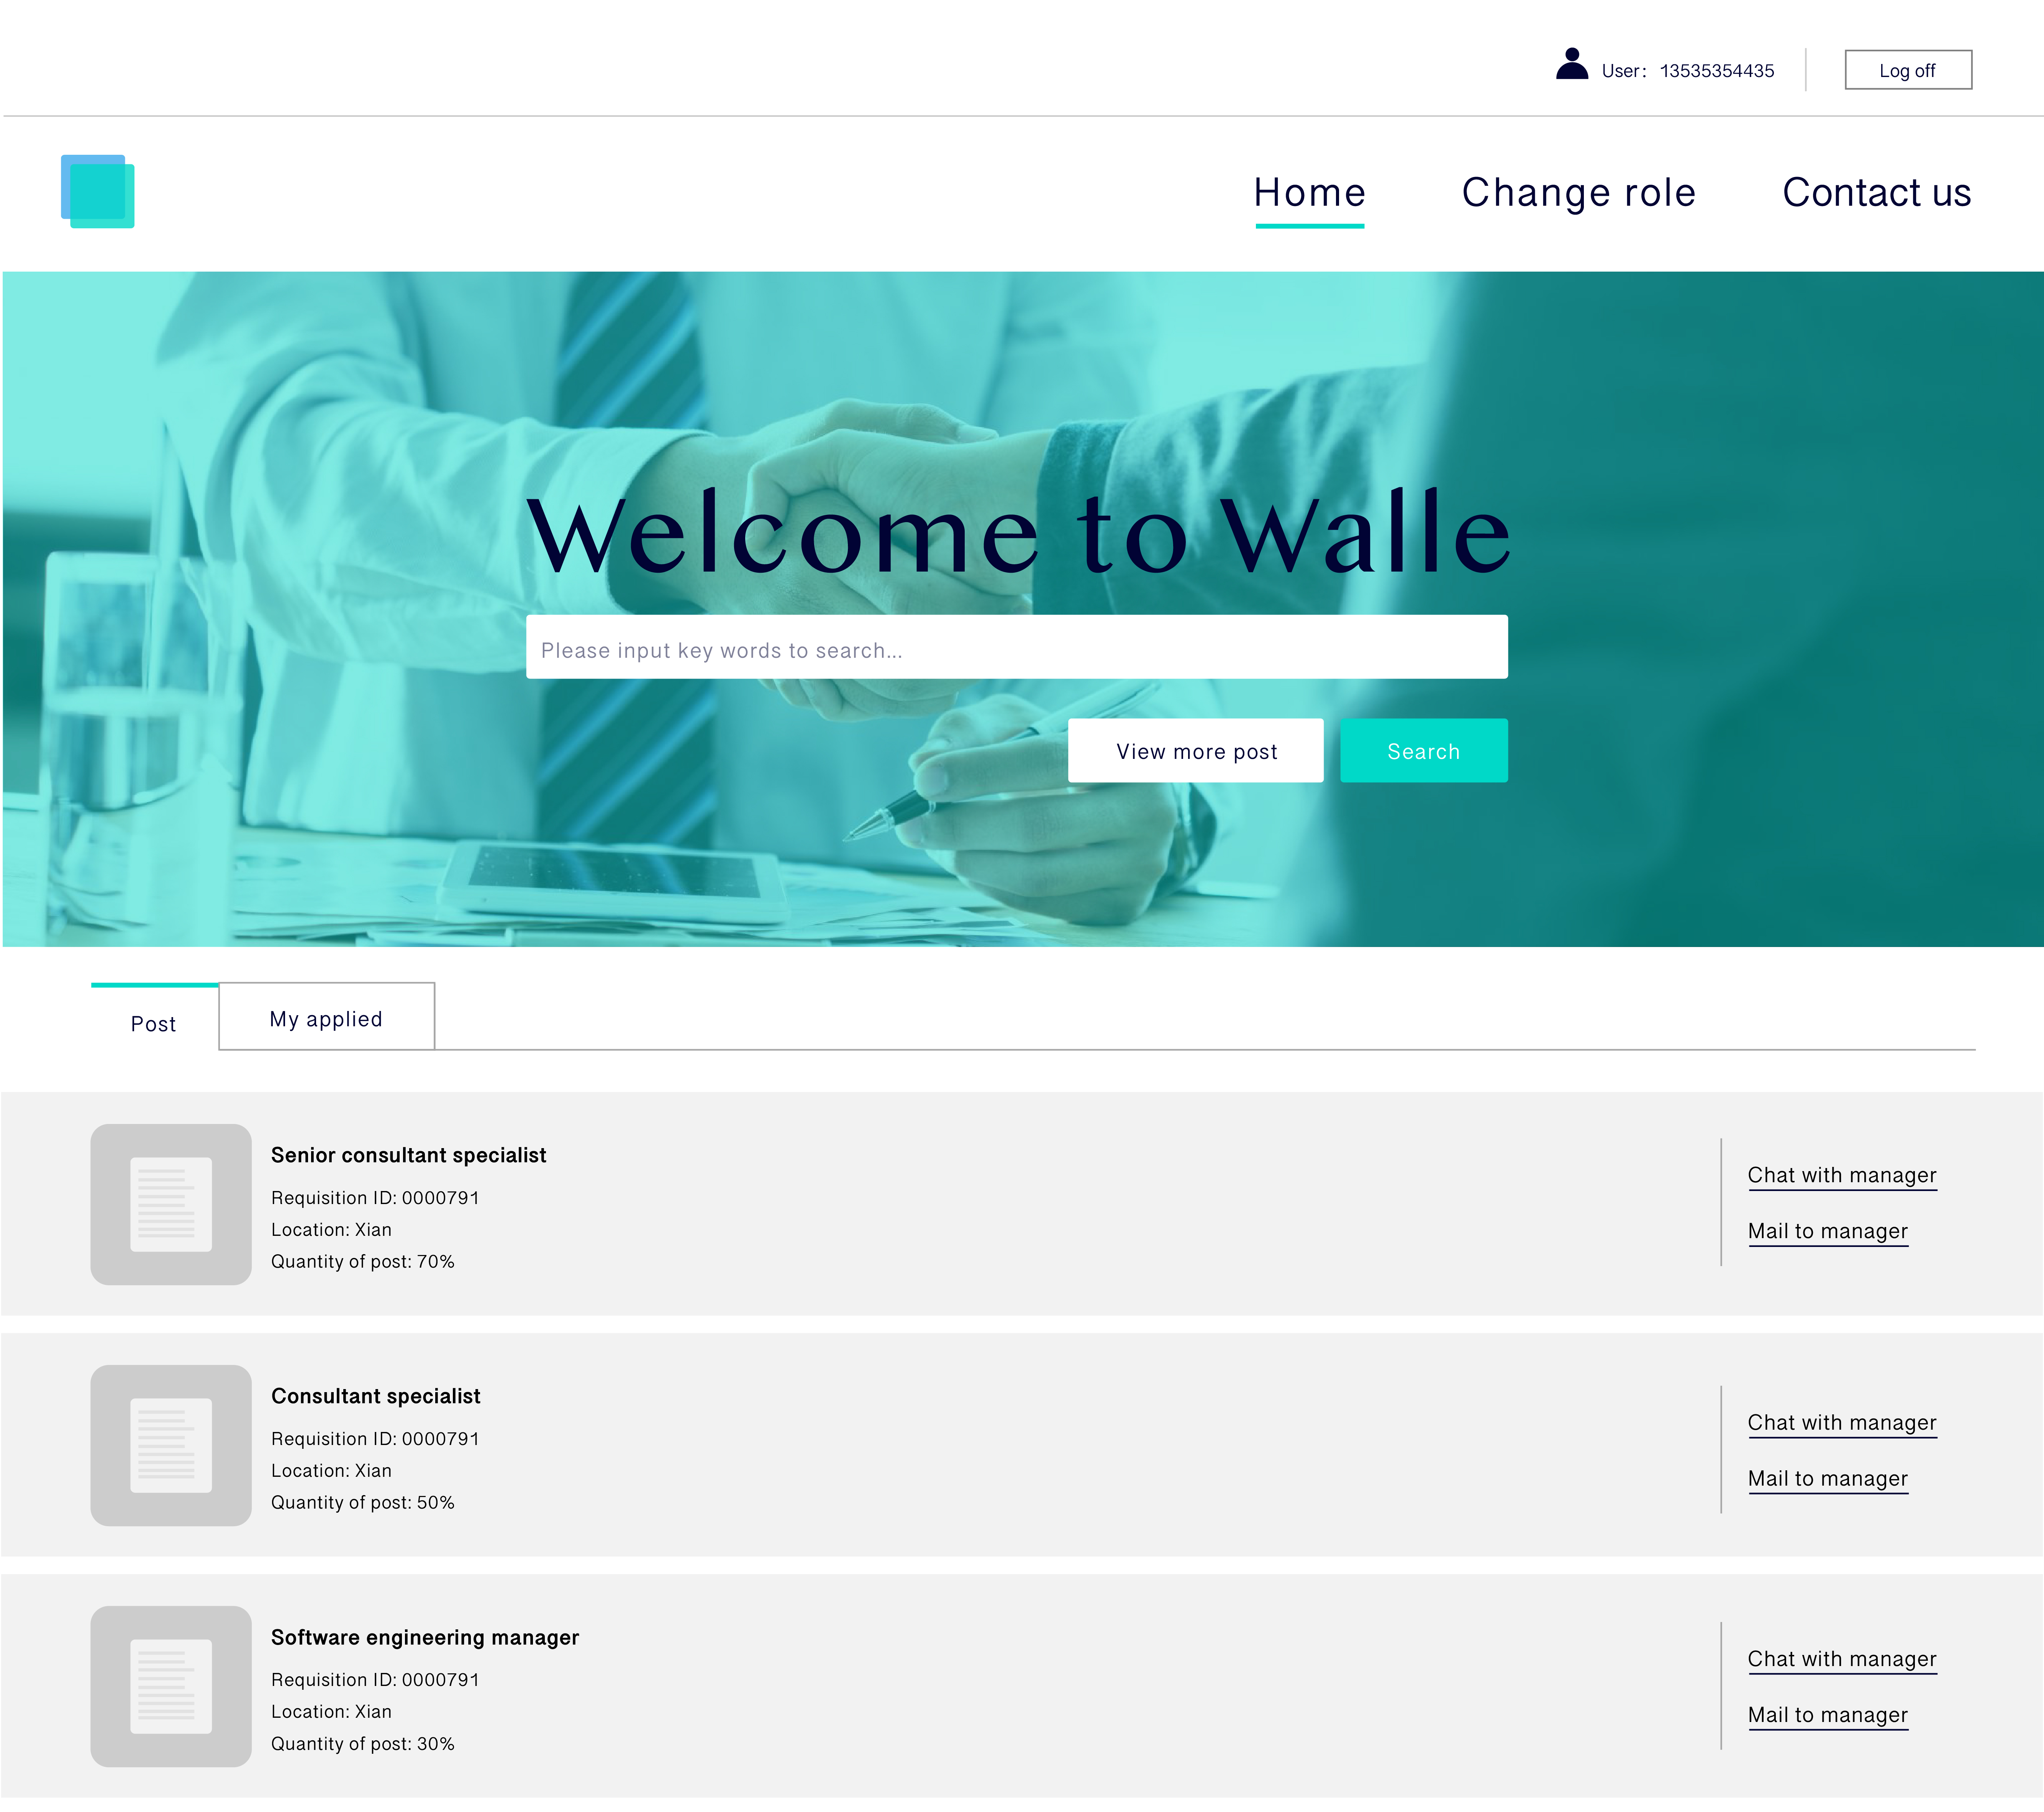 User: 13535354435
Log off
Home
Change role
Contact us
Welcome to Walle
Please input key words to search...
View more post
Search
Post
My applied
Senior consultant specialist
Requisition ID: 0000791
Location: Xian
Quantity of post: 70%
Chat with manager
Mail to manager
Consultant specialist
Requisition ID: 0000791
Location: Xian
Quantity of post: 50%
Chat with manager
Mail to manager
Software engineering manager
Requisition ID: 0000791
Location: Xian
Quantity of post: 30%
Chat with manager
Mail to manager